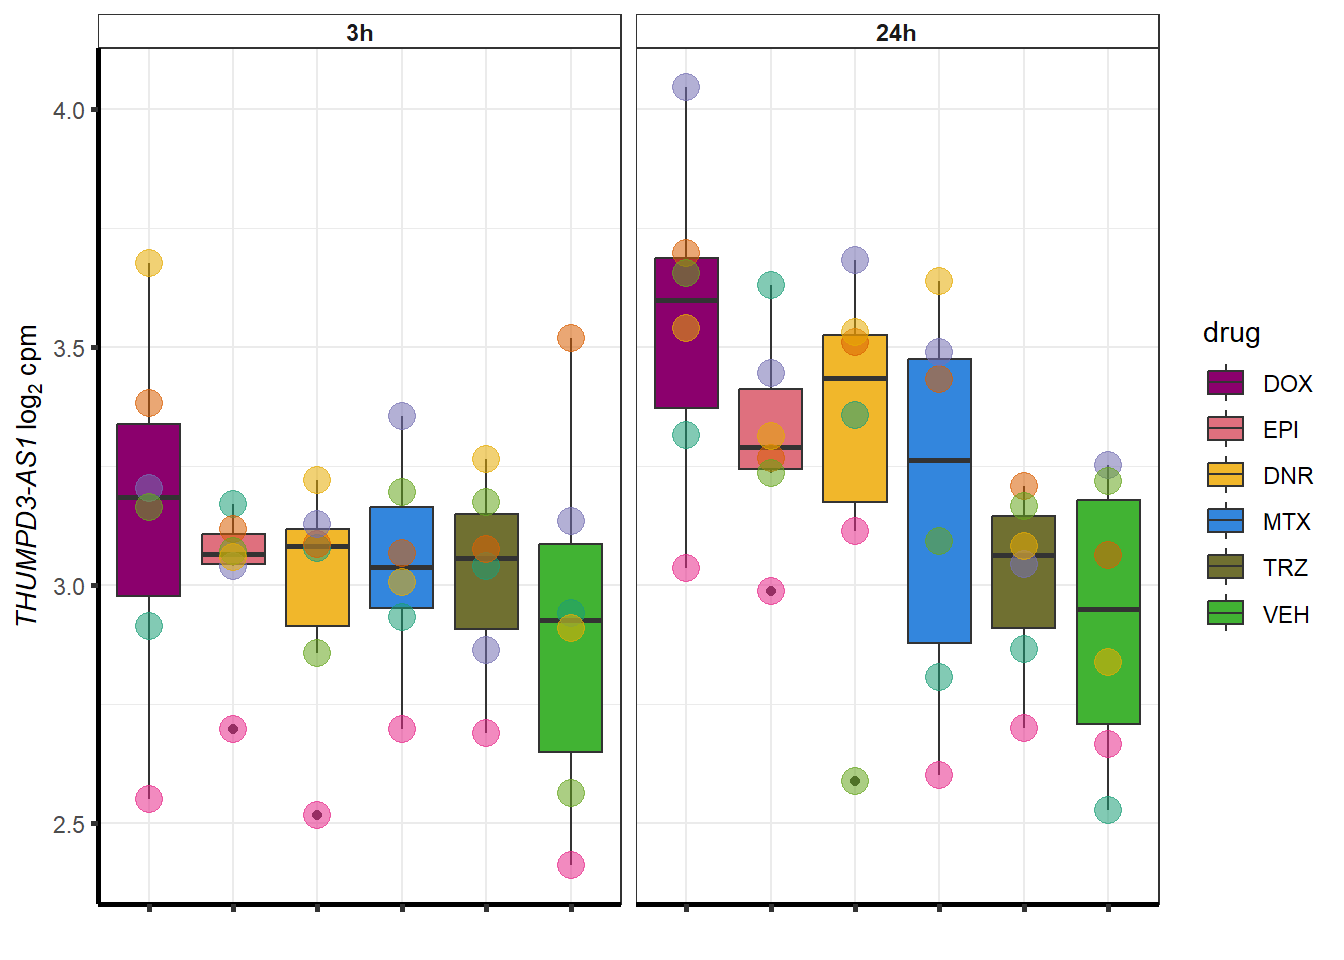 3h
24h
THUMPD3-AS1 log₂ cpm
4.0
3.5
3.0
2.5
drug
DOX
EPI
DNR
MTX
TRZ
VEH